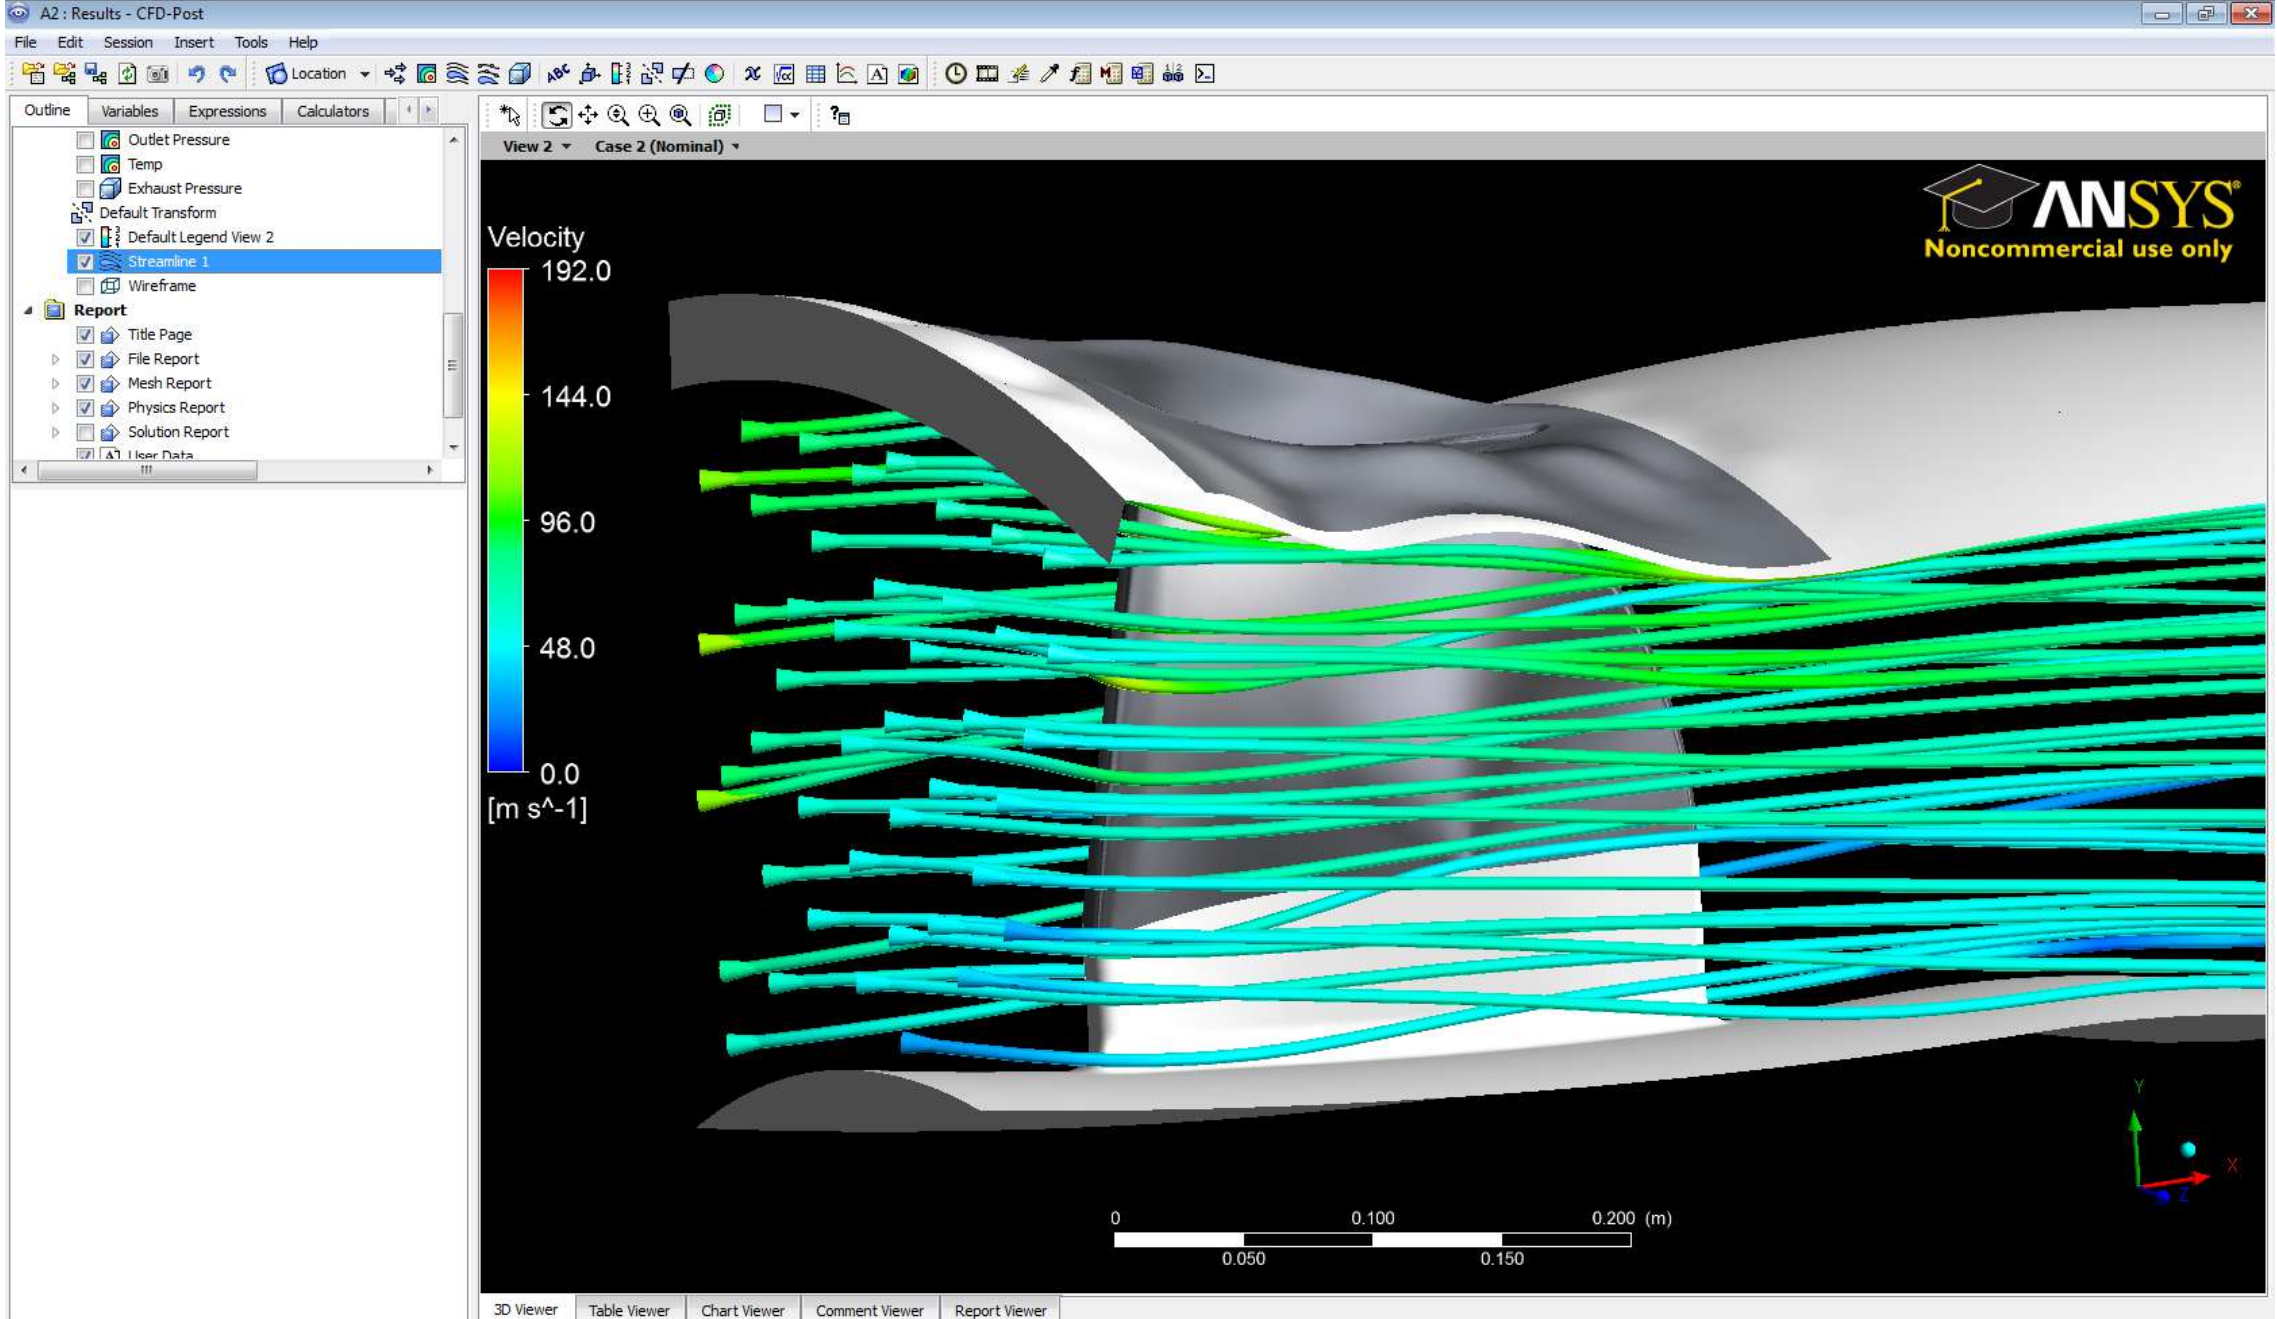 A2 : Results - CFD-Post
File Edit Session Insert Tools Help
Location
Outline Variables Expressions Calculators
Outlet Pressure
Temp
Exhaust Pressure
Default Transform
Default Legend View 2
Streamline 1
Wireframe
Report
Title Page
File Report
Mesh Report
Physics Report
Solution Report
User Data
View 2 Case 2 (Nominal)
ANSYS®
Noncommercial use only
Velocity
192.0
144.0
96.0
48.0
0.0
[m s^-1]
Y
X
Z
0 0.100 0.200 (m)
0.050 0.150
3D Viewer Table Viewer Chart Viewer Comment Viewer Report Viewer